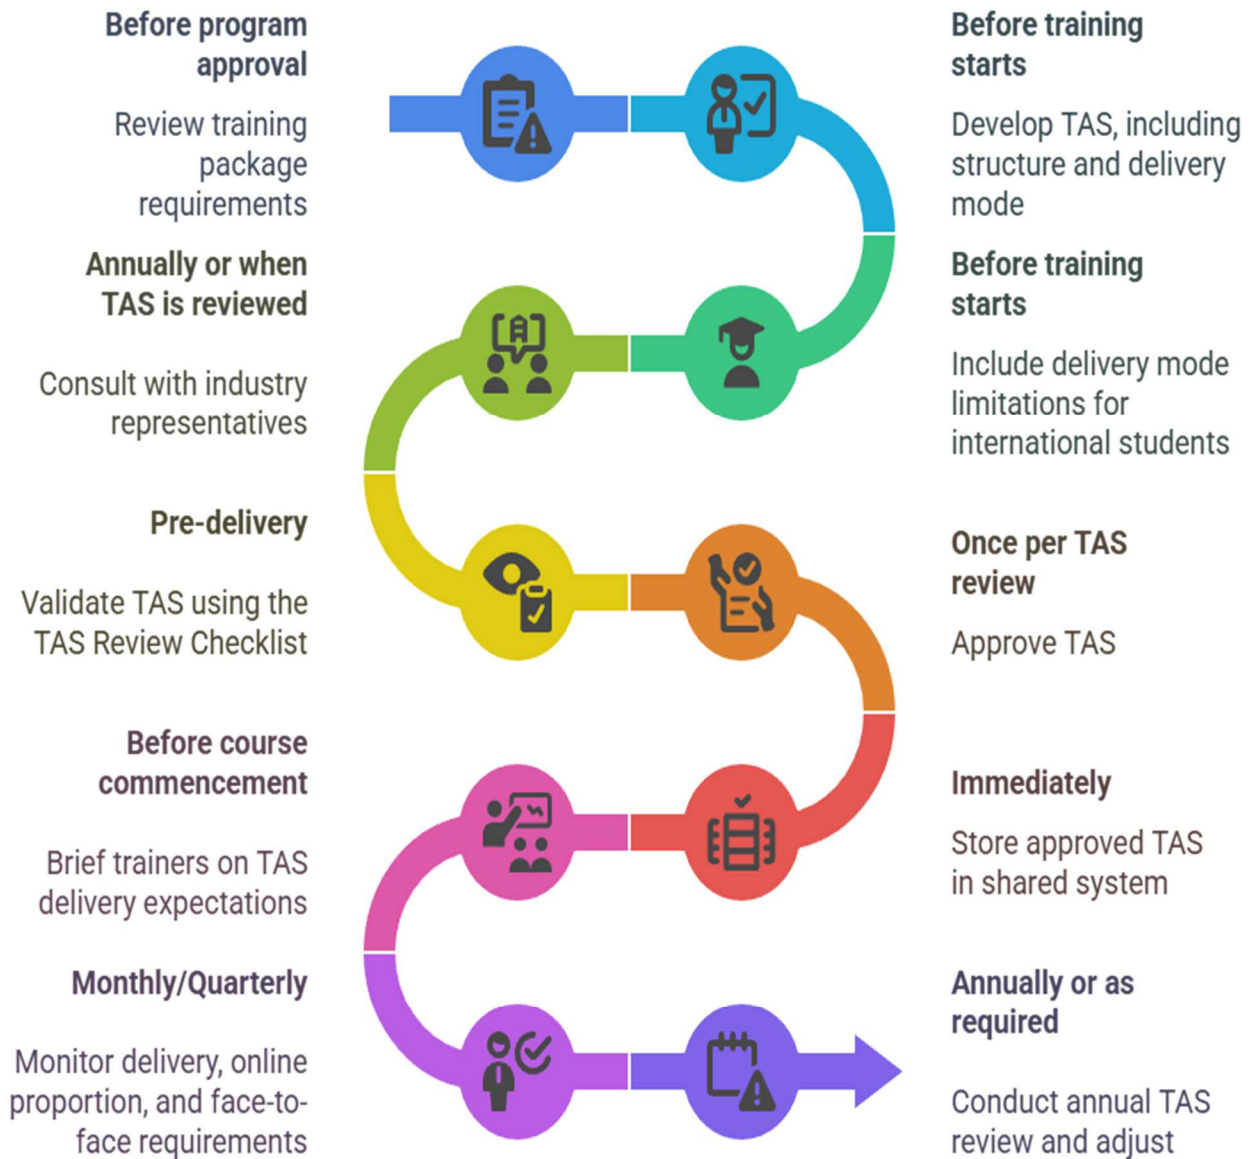 Before program
approval
Review training
package
requirements
Before training
starts
Develop TAS, including
structure and delivery
mode
Before training
starts
Include delivery mode
limitations for
international students
Annually or when
TAS is reviewed
Consult with industry
representatives
Pre-delivery
Validate TAS using the
TAS Review Checklist
Once per TAS
review
Approve TAS
Immediately
Store approved TAS
in shared system
Before course
commencement
Brief trainers on TAS
delivery expectations
Monthly/Quarterly
Monitor delivery, online
proportion, and face-to-
face requirements
Annually or as
required
Conduct annual TAS
review and adjust